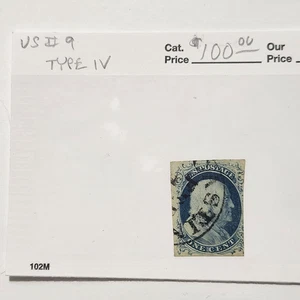 US # 9
TYPE IV
Cat. Price $100.00
Our Price
U.S. POSTAGE
ONE CENT
102M